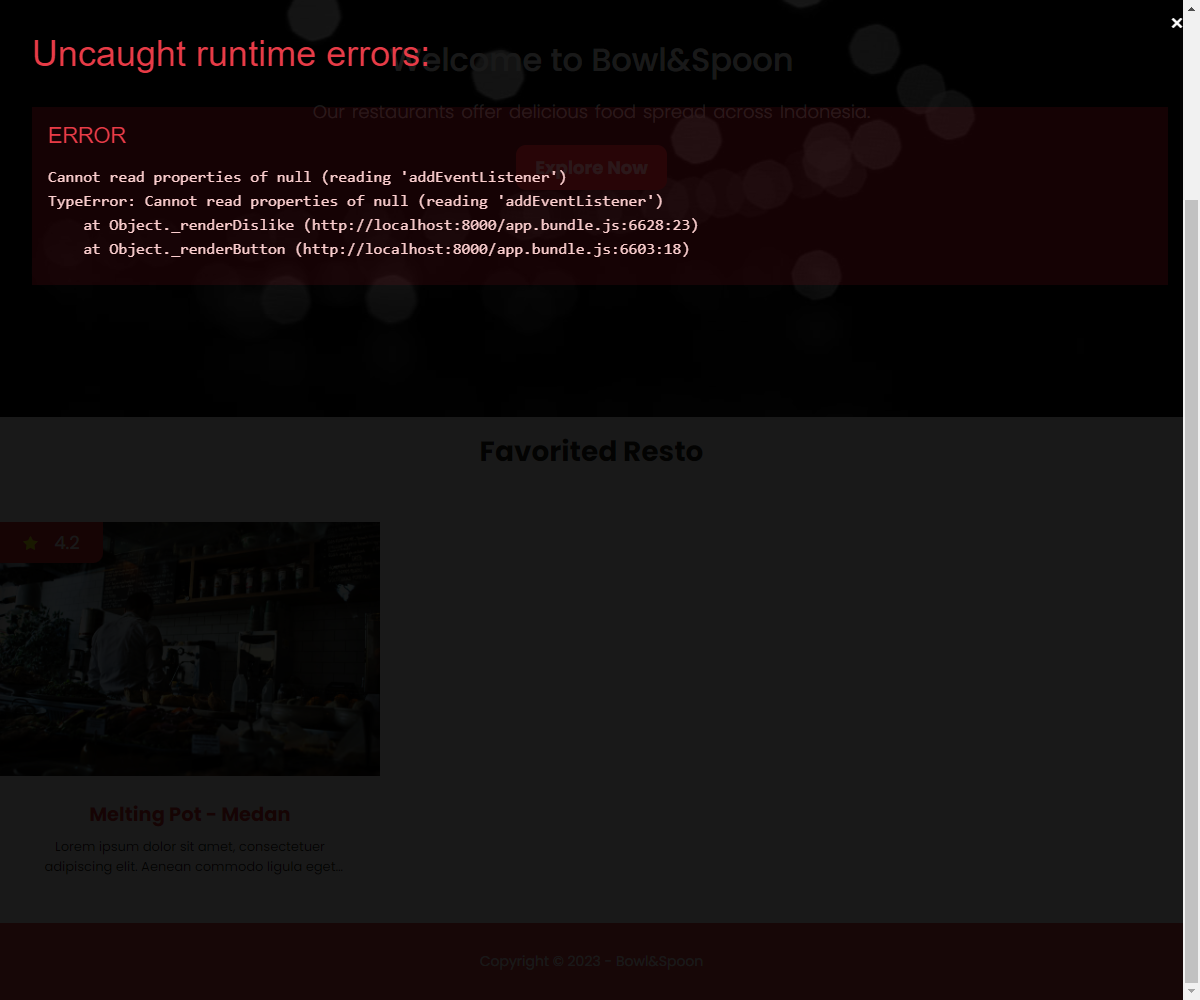 ×
Uncaught runtime errors:
Welcome to Bowl&Spoon
Our restaurants offer delicious food spread across Indonesia.
ERROR
Explore Now
Cannot read properties of null (reading 'addEventListener')
TypeError: Cannot read properties of null (reading 'addEventListener')
at Object._renderDislike (http://localhost:8000/app.bundle.js:6628:23)
at Object._renderButton (http://localhost:8000/app.bundle.js:6603:18)
Favorited Resto
4.2
Melting Pot - Medan
Lorem ipsum dolor sit amet, consectetuer
adipiscing elit. Aenean commodo ligula eget...
Copyright © 2023 - Bowl&Spoon